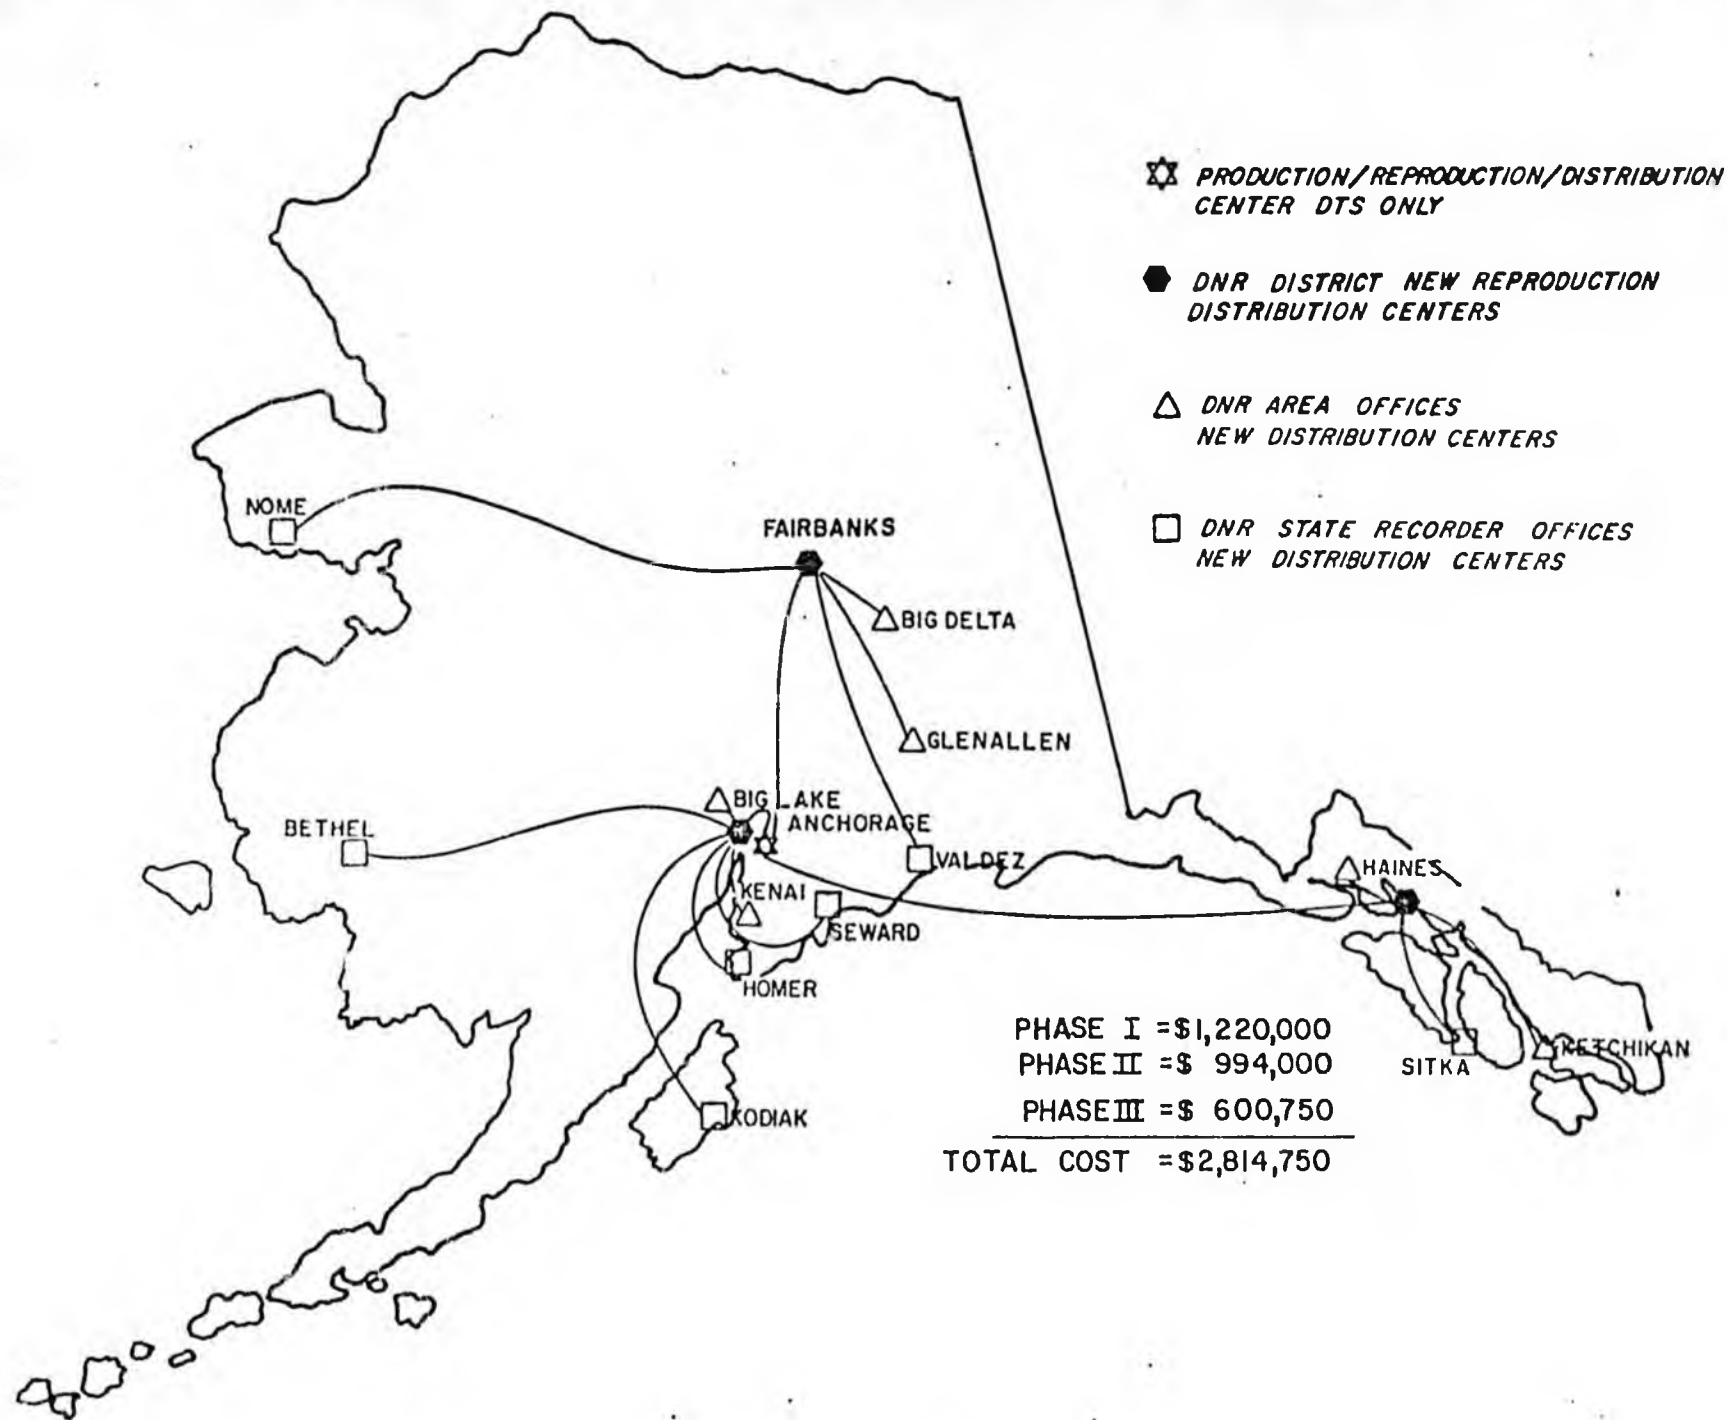 PRODUCTION/REPRODUCTION/DISTRIBUTION
CENTER DTS ONLY
DNR DISTRICT NEW REPRODUCTION
DISTRIBUTION CENTERS
DNR AREA OFFICES
NEW DISTRIBUTION CENTERS
DNR STATE RECORDER OFFICES
NEW DISTRIBUTION CENTERS
NOME
FAIRBANKS
BIG DELTA
GLENALLEN
BIG LAKE
ANCHORAGE
BETHEL
VALDEZ
HAINES
KENAI
SEWARD
HOMER
KODIAK
SITKA
KETCHIKAN
PHASE I =$1,220,000
PHASE II =$ 994,000
PHASE III =$ 600,750
TOTAL COST =$2,814,750